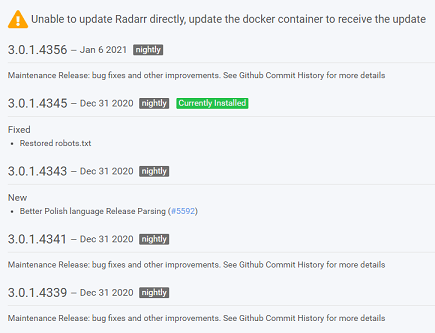 Unable to update Radarr directly, update the docker container to receive the update
3.0.1.4356 – Jan 6 2021 nightly
Maintenance Release: bug fixes and other improvements. See Github Commit History for more details
3.0.1.4345 – Dec 31 2020 nightly Currently Installed
Fixed
• Restored robots.txt
3.0.1.4343 – Dec 31 2020 nightly
New
• Better Polish language Release Parsing (#5592)
3.0.1.4341 – Dec 31 2020 nightly
Maintenance Release: bug fixes and other improvements. See Github Commit History for more details
3.0.1.4339 – Dec 31 2020 nightly
Maintenance Release: bug fixes and other improvements. See Github Commit History for more details